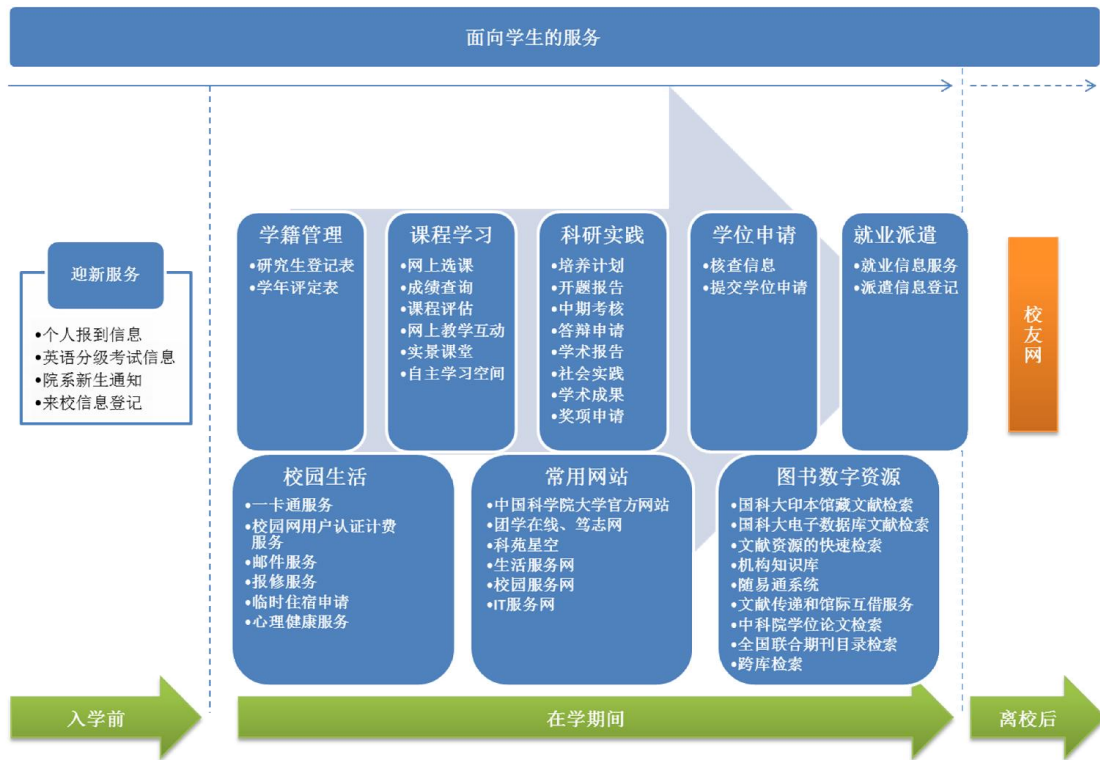 面向学生的服务
迎新服务
•个人报到信息
•英语分级考试信息
•院系新生通知
•来校信息登记
学籍管理
•研究生登记表
•学年评定表
课程学习
•网上选课
•成绩查询
•课程评估
•网上教学互动
•实景课堂
•自主学习空间
科研实践
•培养计划
•开题报告
•中期考核
•答辩申请
•学术报告
•社会实践
•学术成果
•奖项申请
学位申请
•核查信息
•提交学位申请
就业派遣
•就业信息服务
•派遣信息登记
校友网
校园生活
•一卡通服务
•校园网用户认证计费
服务
•邮件服务
•报修服务
•临时住宿申请
•心理健康服务
常用网站
•中国科学院大学官方网站
•团学在线、笃志网
•科苑星空
•生活服务网
•校园服务网
•IT服务网
图书数字资源
•国科大印本馆藏文献检索
•国科大电子数据库文献检索
•文献资源的快速检索
•机构知识库
•随易通系统
•文献传递和馆际互借服务
•中科院学位论文检索
•全国联合期刊目录检索
•跨库检索
入学前
在学期间
离校后